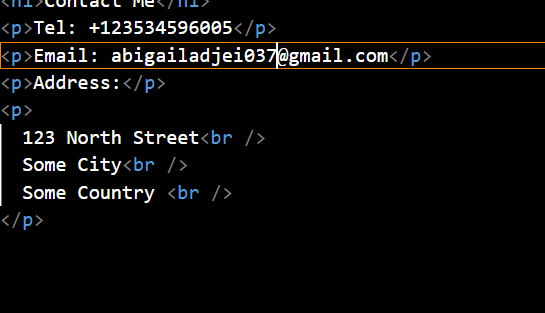 <h1>Contact Me</h1>
<p>Tel: +123534596005</p>
<p>Email: abigailadjei037@gmail.com</p>
<p>Address:</p>
<p>
123 North Street<br />
Some City<br />
Some Country <br />
</p>